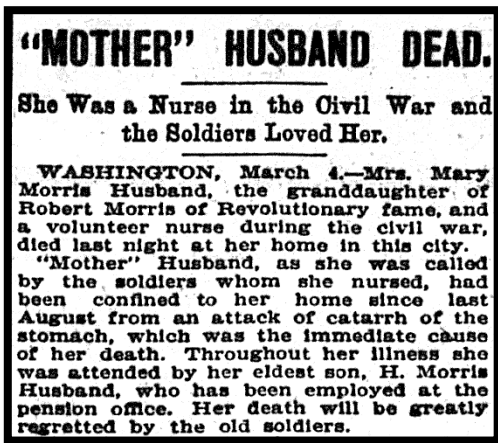 "MOTHER" HUSBAND DEAD.
She Was a Nurse in the Civil War and
the Soldiers Loved Her.
WASHINGTON, March 4.—Mrs. Mary
Morris Husband, the granddaughter of
Robert Morris of Revolutionary fame, and
a volunteer nurse during the civil war,
died last night at her home in this city.
"Mother" Husband, as she was called
by the soldiers whom she nursed, had
been confined to her home since last
August from an attack of catarrh of the
stomach, which was the immediate cause
of her death. Throughout her illness she
was attended by her eldest son, H. Morris
Husband, who has been employed at the
pension office. Her death will be greatly
regretted by the old soldiers.